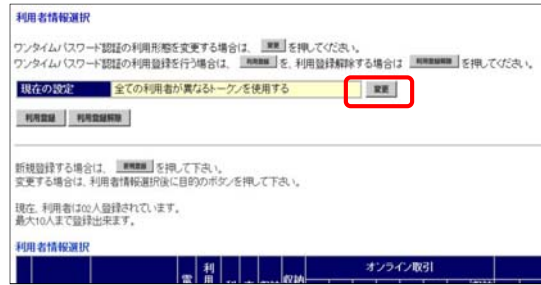 利用者情報選択
ワンタイムパスワード認証の利用形態を変更する場合は、 変更 を押してください。
ワンタイムパスワード認証の利用登録を行う場合は、 利用登録 を、利用登録解除する場合は 利用登録解除 を押してください。
現在の設定 全ての利用者が異なるトークンを使用する 変更
利用登録 利用登録解除
新規登録する場合は、 新規登録 を押して下さい。
変更する場合は、利用者情報選択後に目的のボタンを押して下さい。
現在、利用者は02人登録されています。
最大10人まで登録出来ます。
利用者情報選択
オンライン取引
電 利用 収納